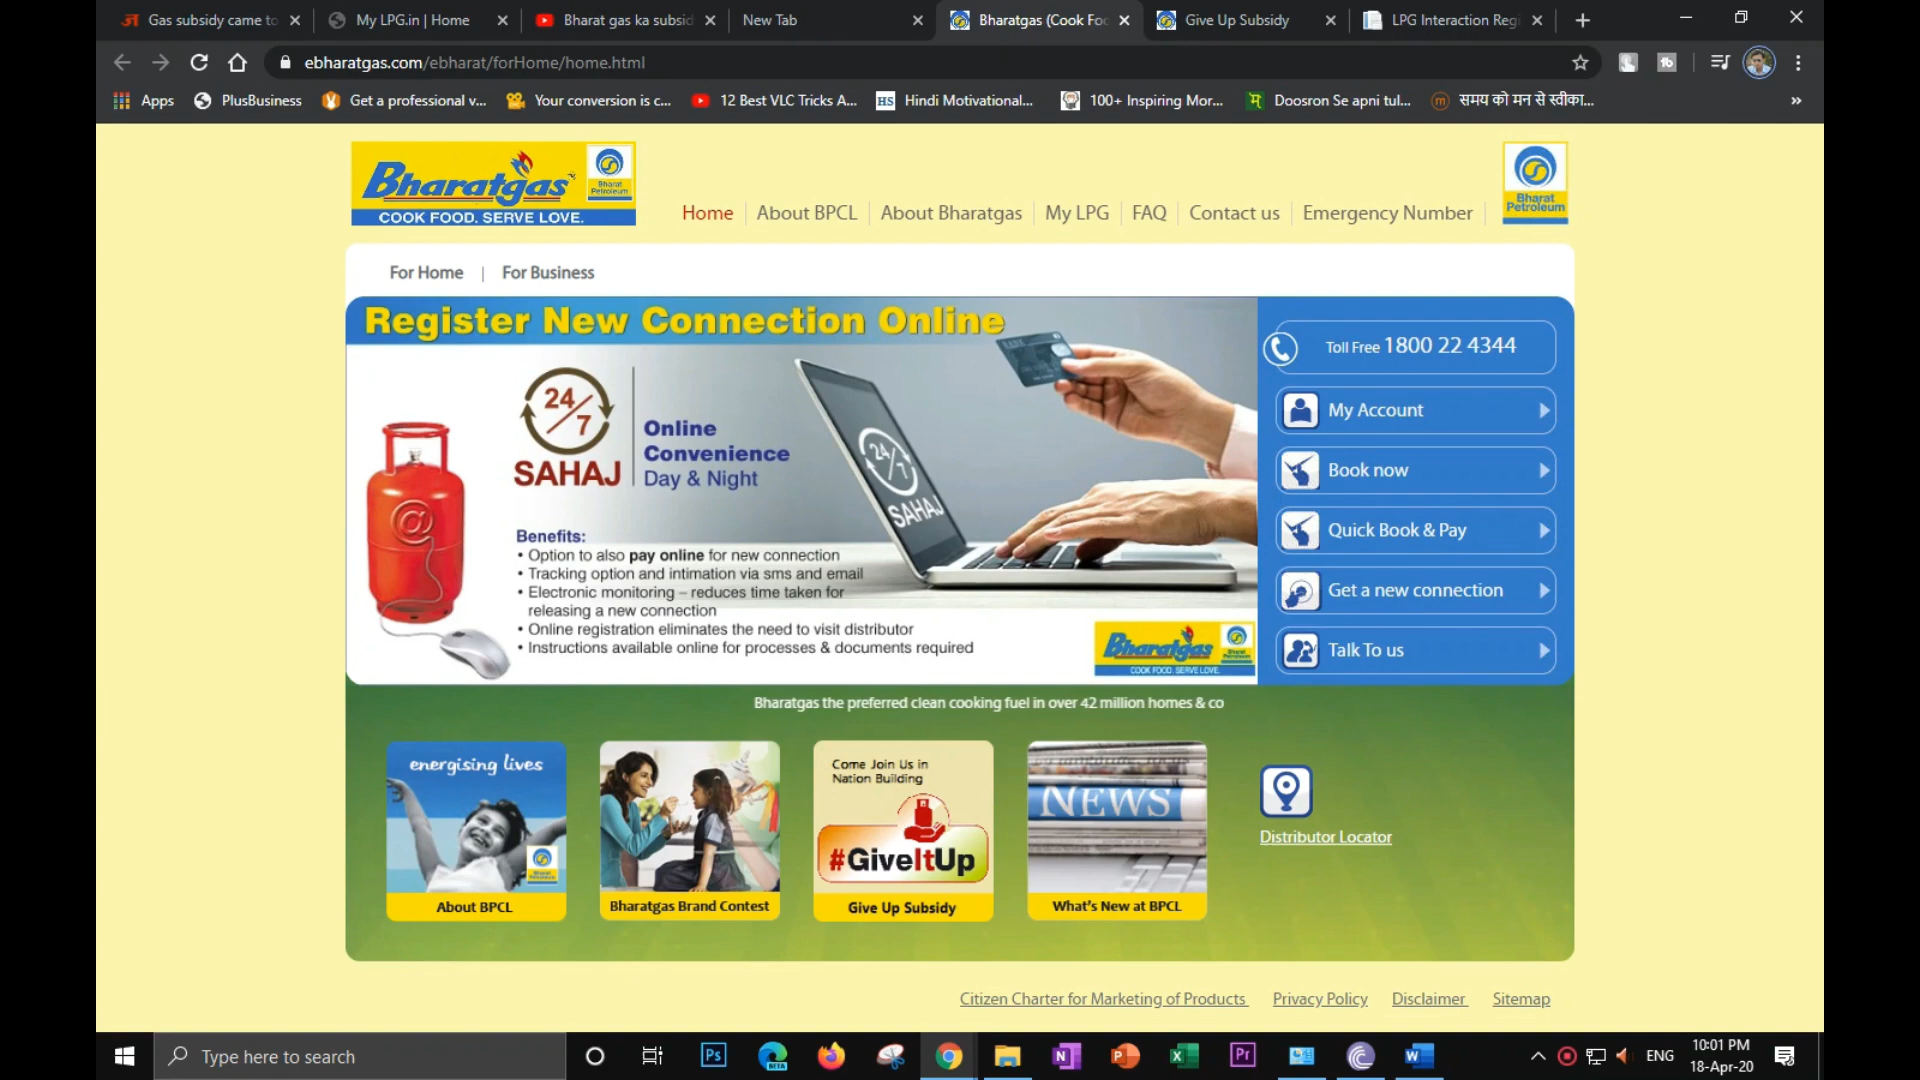 Gas subsidy came to
My LPG.in | Home
Bharat gas ka subsid
New Tab
Bharatgas (Cook Foo
Give Up Subsidy
LPG Interaction Regi
ebharatgas.com/ebharat/forHome/home.html
Apps
PlusBusiness
Get a professional v...
Your conversion is c...
12 Best VLC Tricks A...
HS
Hindi Motivational...
100+ Inspiring Mor...
Doosron Se apni tul...
समय को मन से स्वीका...
»
Bharatgas
COOK FOOD. SERVE LOVE.
Bharat
Petroleum
Home
About BPCL
About Bharatgas
My LPG
FAQ
Contact us
Emergency Number
Bharat
Petroleum
For Home | For Business
Register New Connection Online
24/7
SAHAJ
Online
Convenience
Day & Night
24/7
SAHAJ
Benefits:
• Option to also pay online for new connection
• Tracking option and intimation via sms and email
• Electronic monitoring – reduces time taken for
releasing a new connection
• Online registration eliminates the need to visit distributor
• Instructions available online for processes & documents required
Bharatgas
COOK FOOD. SERVE LOVE.
Toll Free 1800 22 4344
My Account
Book now
Quick Book & Pay
Get a new connection
Talk To us
Bharatgas the preferred clean cooking fuel in over 42 million homes & co
energising lives
About BPCL
Bharatgas Brand Contest
Come Join Us in
Nation Building
#GiveItUp
Give Up Subsidy
NEWS
What's New at BPCL
Distributor Locator
Citizen Charter for Marketing of Products
Privacy Policy
Disclaimer
Sitemap
Type here to search
Ps
BETA
N
P
X
Pr
W
ENG
10:01 PM
18-Apr-20